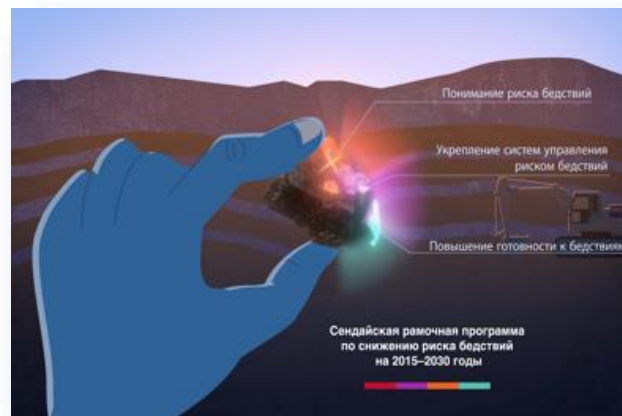 Понимание риска бедствий
Укрепление систем управления
риском бедствий
Повышение готовности к бедствиям
Сендайская рамочная программа
по снижению риска бедствий
на 2015–2030 годы